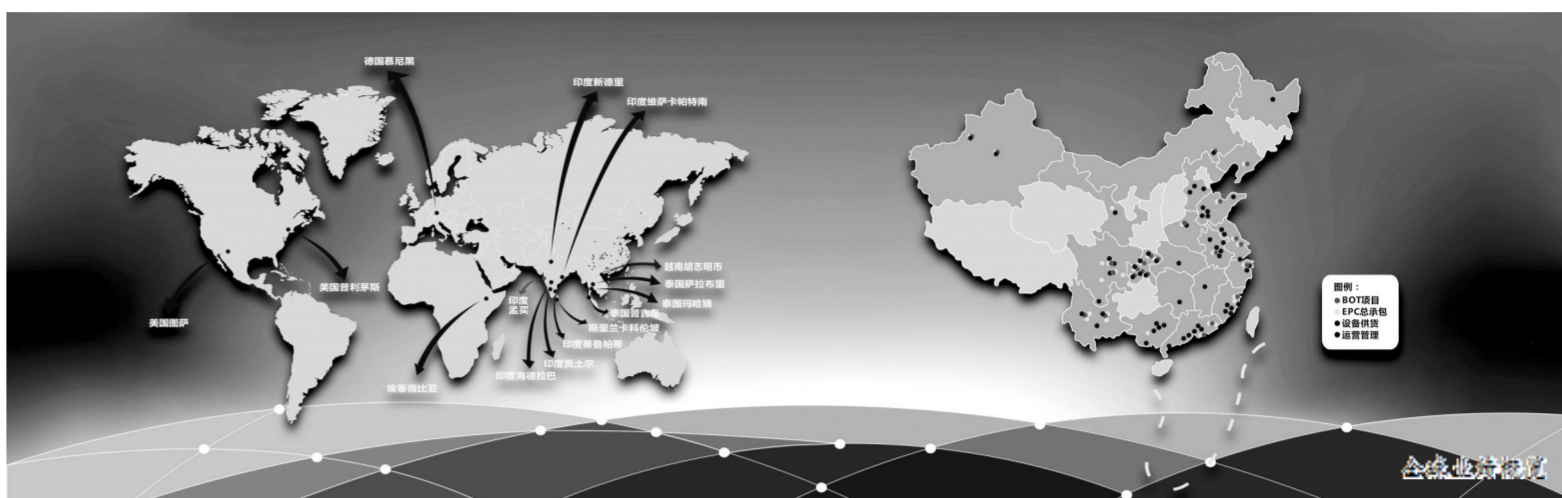 德国慕尼黑
印度新德里
印度维萨卡帕特南
越南胡志明市
泰国萨拉布里
泰国玛哈猜
泰国普吉岛
斯里兰卡科伦坡
印度蒂鲁帕蒂
印度贡土尔
印度海德拉巴
印度
孟买
埃塞俄比亚
美国普利茅斯
美国图萨
图例:
BOT项目
EPC总承包
设备供货
运营管理